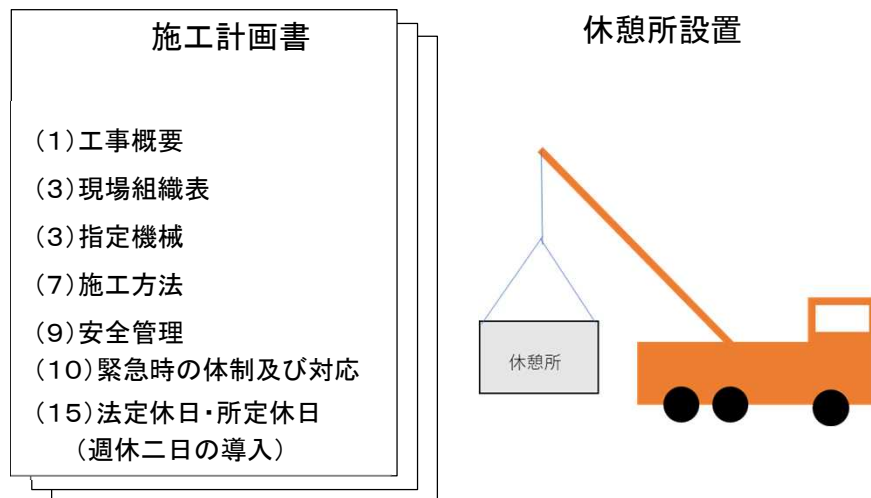 施工計画書
(1)工事概要
(3)現場組織表
(3)指定機械
(7)施工方法
(9)安全管理
(10)緊急時の体制及び対応
(15)法定休日・所定休日
(週休二日の導入)
休憩所設置
休憩所